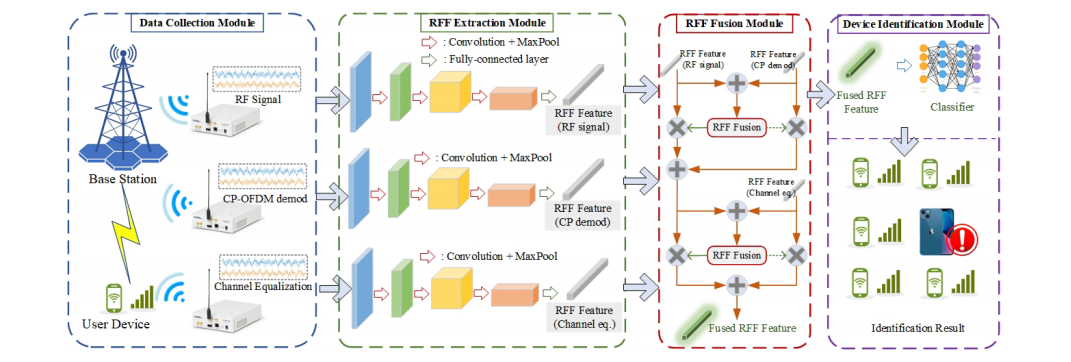 Data Collection Module
RF Signal
Base Station
CP-OFDM demod
Channel Equalization
User Device
RFF Extraction Module
: Convolution + MaxPool
: Fully-connected layer
RFF Feature
(RF signal)
: Convolution + MaxPool
RFF Feature
(CP demod)
: Convolution + MaxPool
RFF Feature
(Channel eq.)
RFF Fusion Module
RFF Feature
(RF signal)
RFF Feature
(CP demod)
RFF Fusion
RFF Feature
(Channel eq.)
RFF Fusion
Fused RFF Feature
Device Identification Module
Fused RFF
Feature
Classifier
Identification Result